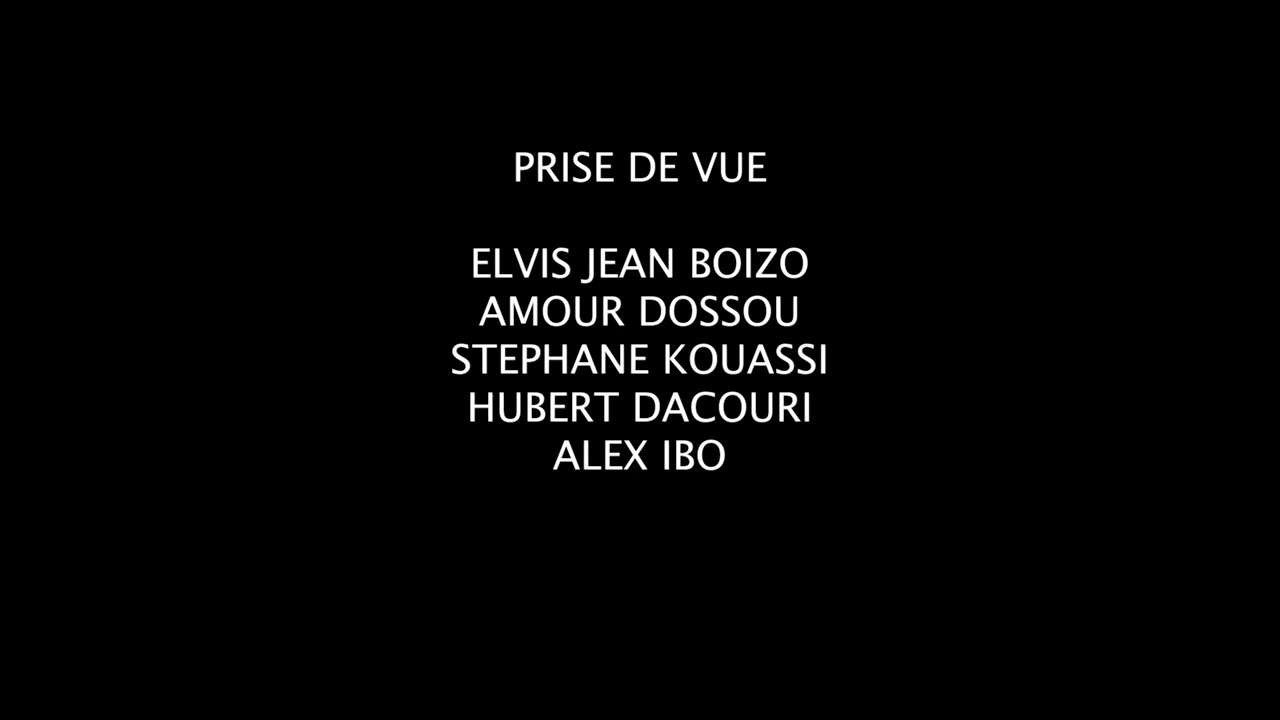 PRISE DE VUE
ELVIS JEAN BOIZO
AMOUR DOSSOU
STEPHANE KOUASSI
HUBERT DACOURI
ALEX IBO